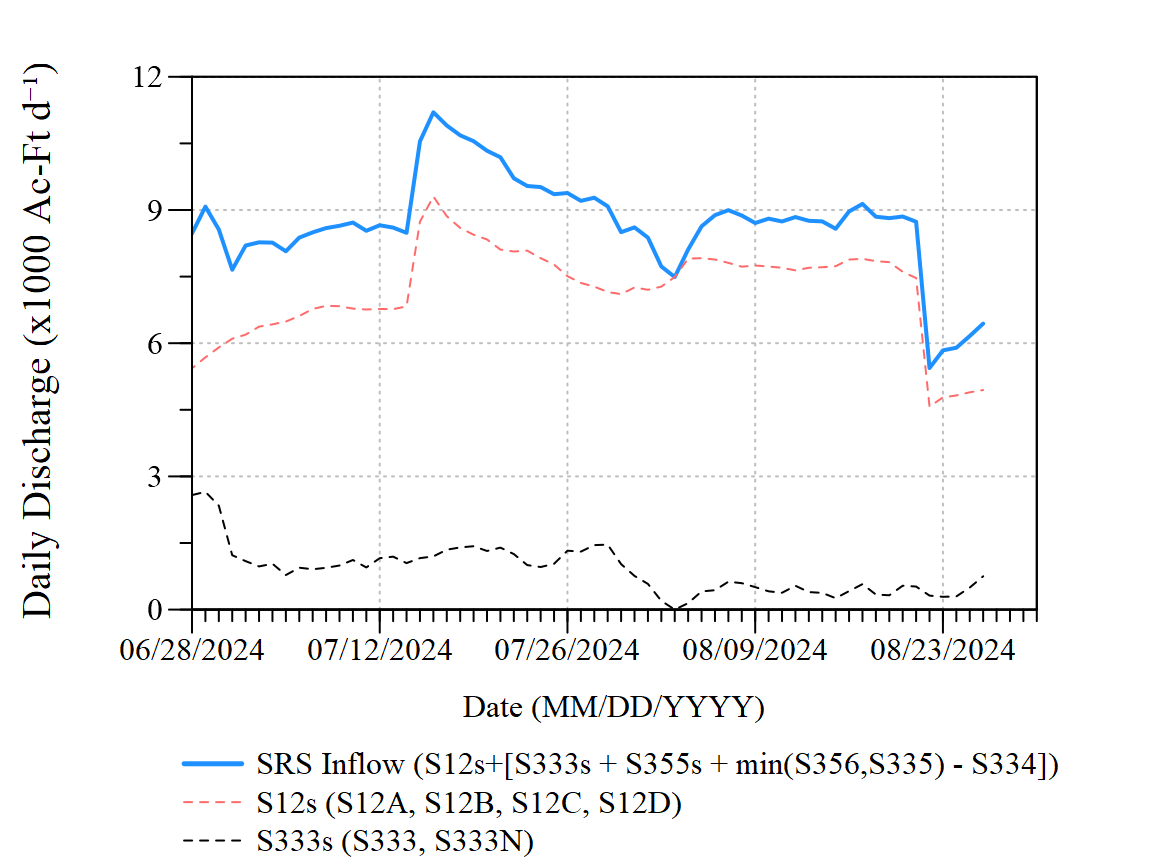 Daily Discharge (x1000 Ac-Ft d⁻¹)
12
9
6
3
0
06/28/2024 07/12/2024 07/26/2024 08/09/2024 08/23/2024
Date (MM/DD/YYYY)
SRS Inflow (S12s+[S333s + S355s + min(S356,S335) - S334])
S12s (S12A, S12B, S12C, S12D)
S333s (S333, S333N)